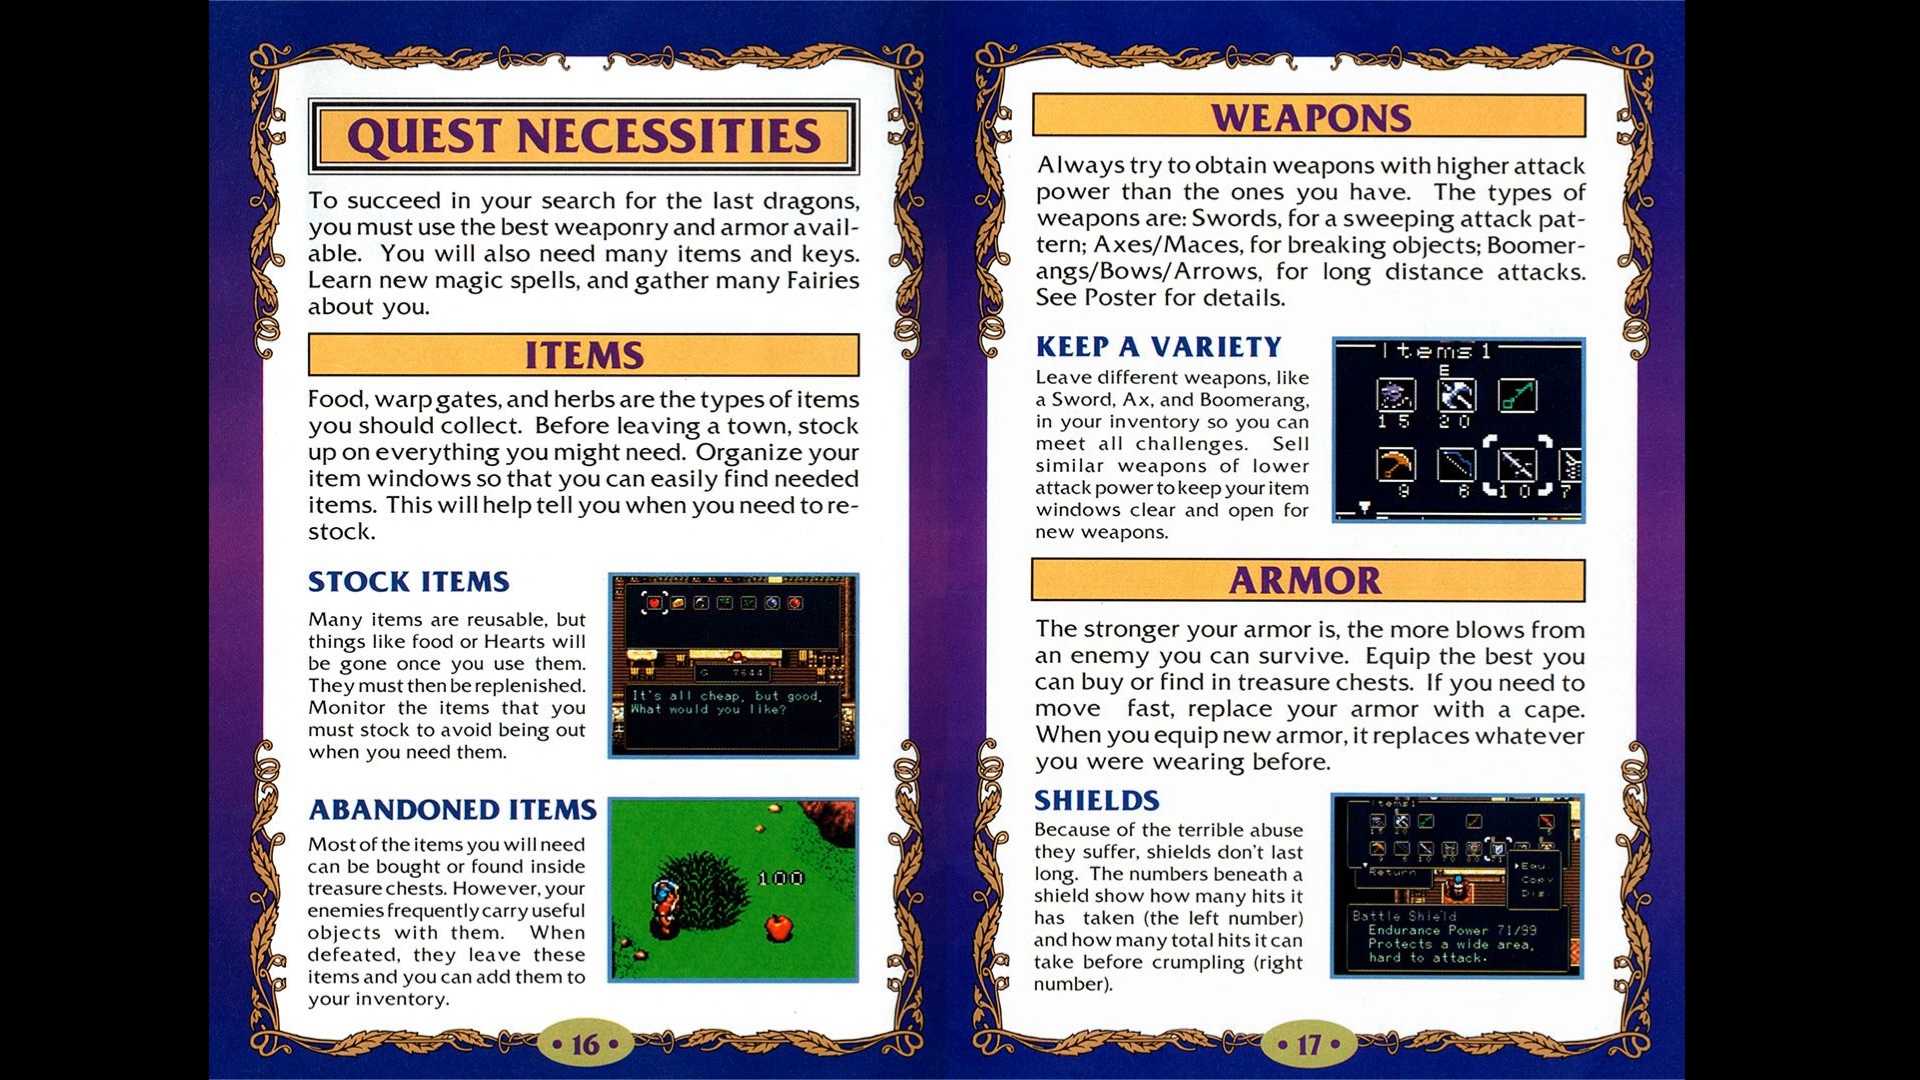 QUEST NECESSITIES
To succeed in your search for the last dragons,
you must use the best weaponry and armor avail-
able. You will also need many items and keys.
Learn new magic spells, and gather many Fairies
about you.
ITEMS
Food, warp gates, and herbs are the types of items
you should collect. Before leaving a town, stock
up on everything you might need. Organize your
item windows so that you can easily find needed
items. This will help tell you when you need to re-
stock.
STOCK ITEMS
Many items are reusable, but
things like food or Hearts will
be gone once you use them.
They must then be replenished.
Monitor the items that you
must stock to avoid being out
when you need them.
G 7644
It's all cheap, but good.
What would you like?
ABANDONED ITEMS
Most of the items you will need
can be bought or found inside
treasure chests. However, your
enemies frequently carry useful
objects with them. When
defeated, they leave these
items and you can add them to
your inventory.
100
• 16 •
WEAPONS
Always try to obtain weapons with higher attack
power than the ones you have. The types of
weapons are: Swords, for a sweeping attack pat-
tern; Axes/Maces, for breaking objects; Boomer-
angs/Bows/Arrows, for long distance attacks.
See Poster for details.
KEEP A VARIETY
Leave different weapons, like
a Sword, Ax, and Boomerang,
in your inventory so you can
meet all challenges. Sell
similar weapons of lower
attack power to keep your item
windows clear and open for
new weapons.
Items1
E
15 20
9 6 10 7
ARMOR
The stronger your armor is, the more blows from
an enemy you can survive. Equip the best you
can buy or find in treasure chests. If you need to
move fast, replace your armor with a cape.
When you equip new armor, it replaces whatever
you were wearing before.
SHIELDS
Because of the terrible abuse
they suffer, shields don't last
long. The numbers beneath a
shield show how many hits it
has taken (the left number)
and how many total hits it can
take before crumpling (right
number).
Items1
Return
Equ.
Copy
Dis.
Battle Shield
Endurance Power 71/99
Protects a wide area,
hard to attack.
• 17 •